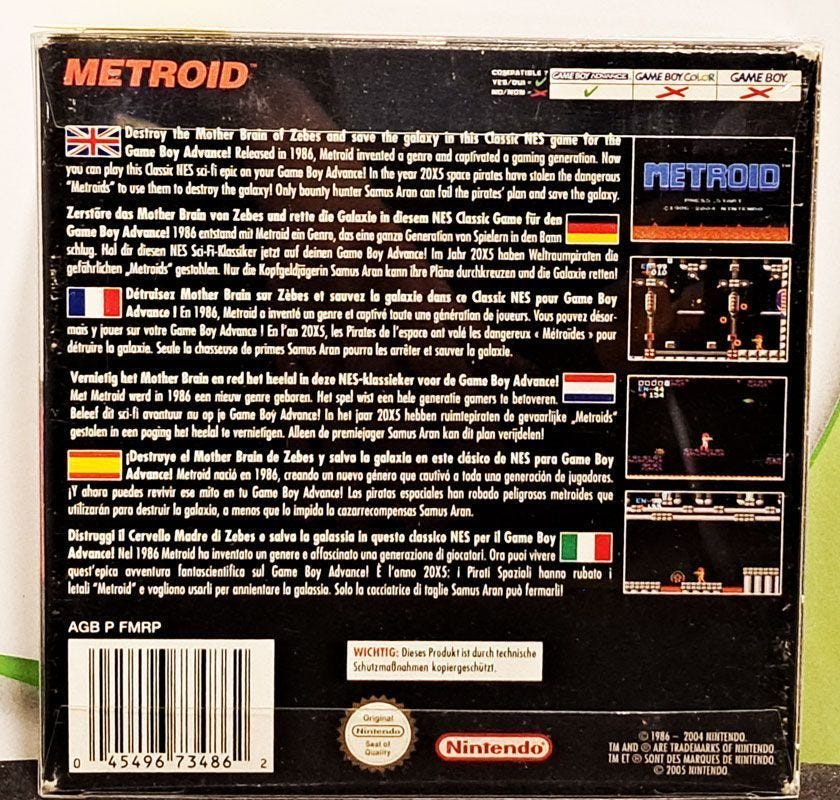 METROID™
COMPATIBLE ?
YES/OUI - ✓
NO/NON - ✗
GAME BOY ADVANCE GAME BOY COLOR GAME BOY
Destroy the Mother Brain of Zebes and save the galaxy in this Classic NES game for the
Game Boy Advance! Released in 1986, Metroid invented a genre and captivated a gaming generation. Now
you can play this Classic NES sci-fi epic on your Game Boy Advance! In the year 20X5 space pirates have stolen the dangerous
"Metroids" to use them to destroy the galaxy! Only bounty hunter Samus Aran can foil the pirates' plan and save the galaxy.
Zerstöre das Mother Brain von Zebes und rette die Galaxie in diesem NES Classic Game für den
Game Boy Advance! 1986 entstand mit Metroid ein Genre, das eine ganze Generation von Spielern in den Bann
schlug. Hol dir diesen NES Sci-Fi-Klassiker jetzt auf deinen Game Boy Advance! Im Jahr 20X5 haben Weltraumpiraten die
gefährlichen „Metroids" gestohlen. Nur die Kopfgeldjägerin Samus Aran kann ihre Pläne durchkreuzen und die Galaxie retten!
Détruisez Mother Brain sur Zèbes et sauvez la galaxie dans ce Classic NES pour Game Boy
Advance ! En 1986, Metroid a inventé un genre et captivé toute une génération de joueurs. Vous pouvez désor-
mais y jouer sur votre Game Boy Advance ! En l'an 20X5, les Pirates de l'espace ont volé les dangereux « Métroïdes » pour
détruire la galaxie. Seule la chasseuse de primes Samus Aran pourra les arrêter et sauver la galaxie.
Vernietig het Mother Brain en red het heelal in deze NES-klassieker voor de Game Boy Advance!
Met Metroid werd in 1986 een nieuw genre geboren. Het spel wist een hele generatie gamers te betoveren.
Beleef dit sci-fi avontuur nu op je Game Boy Advance! In het jaar 20X5 hebben ruimtepiraten de gevaarlijke „Metroids"
gestolen in een poging het heelal te vernietigen. Alleen de premiejager Samus Aran kan dit plan verijdelen!
¡Destruye el Mother Brain de Zebes y salva la galaxia en este clásico de NES para Game Boy
Advance! Metroid nació en 1986, creando un nuevo género que cautivó a toda una generación de jugadores.
¡Y ahora puedes revivir ese mito en tu Game Boy Advance! Los piratas espaciales han robado peligrosos metroides que
utilizarán para destruir la galaxia, a menos que lo impida la cazarrecompensas Samus Aran.
Distruggi il Cervello Madre di Zebes e salva la galassia in questo classico NES per il Game Boy
Advance! Nel 1986 Metroid ha inventato un genere e affascinato una generazione di giocatori. Ora puoi vivere
quest'epica avventura fantascientifica sul Game Boy Advance! È l'anno 20X5: i Pirati Spaziali hanno rubato i
letali "Metroid" e vogliono usarli per annientare la galassia. Solo la cacciatrice di taglie Samus Aran può fermarli!
METROID™
PRESS START
©1986 2004 NINTENDO
EN-44
154
AGB P FMRP
WICHTIG: Dieses Produkt ist durch technische
Schutzmaßnahmen kopiergeschützt.
0 45496 73486 2
Original
Nintendo
Seal of
Quality
Nintendo
© 1986 – 2004 NINTENDO.
TM AND ® ARE TRADEMARKS OF NINTENDO.
TM ET ® SONT DES MARQUES DE NINTENDO.
© 2005 NINTENDO.